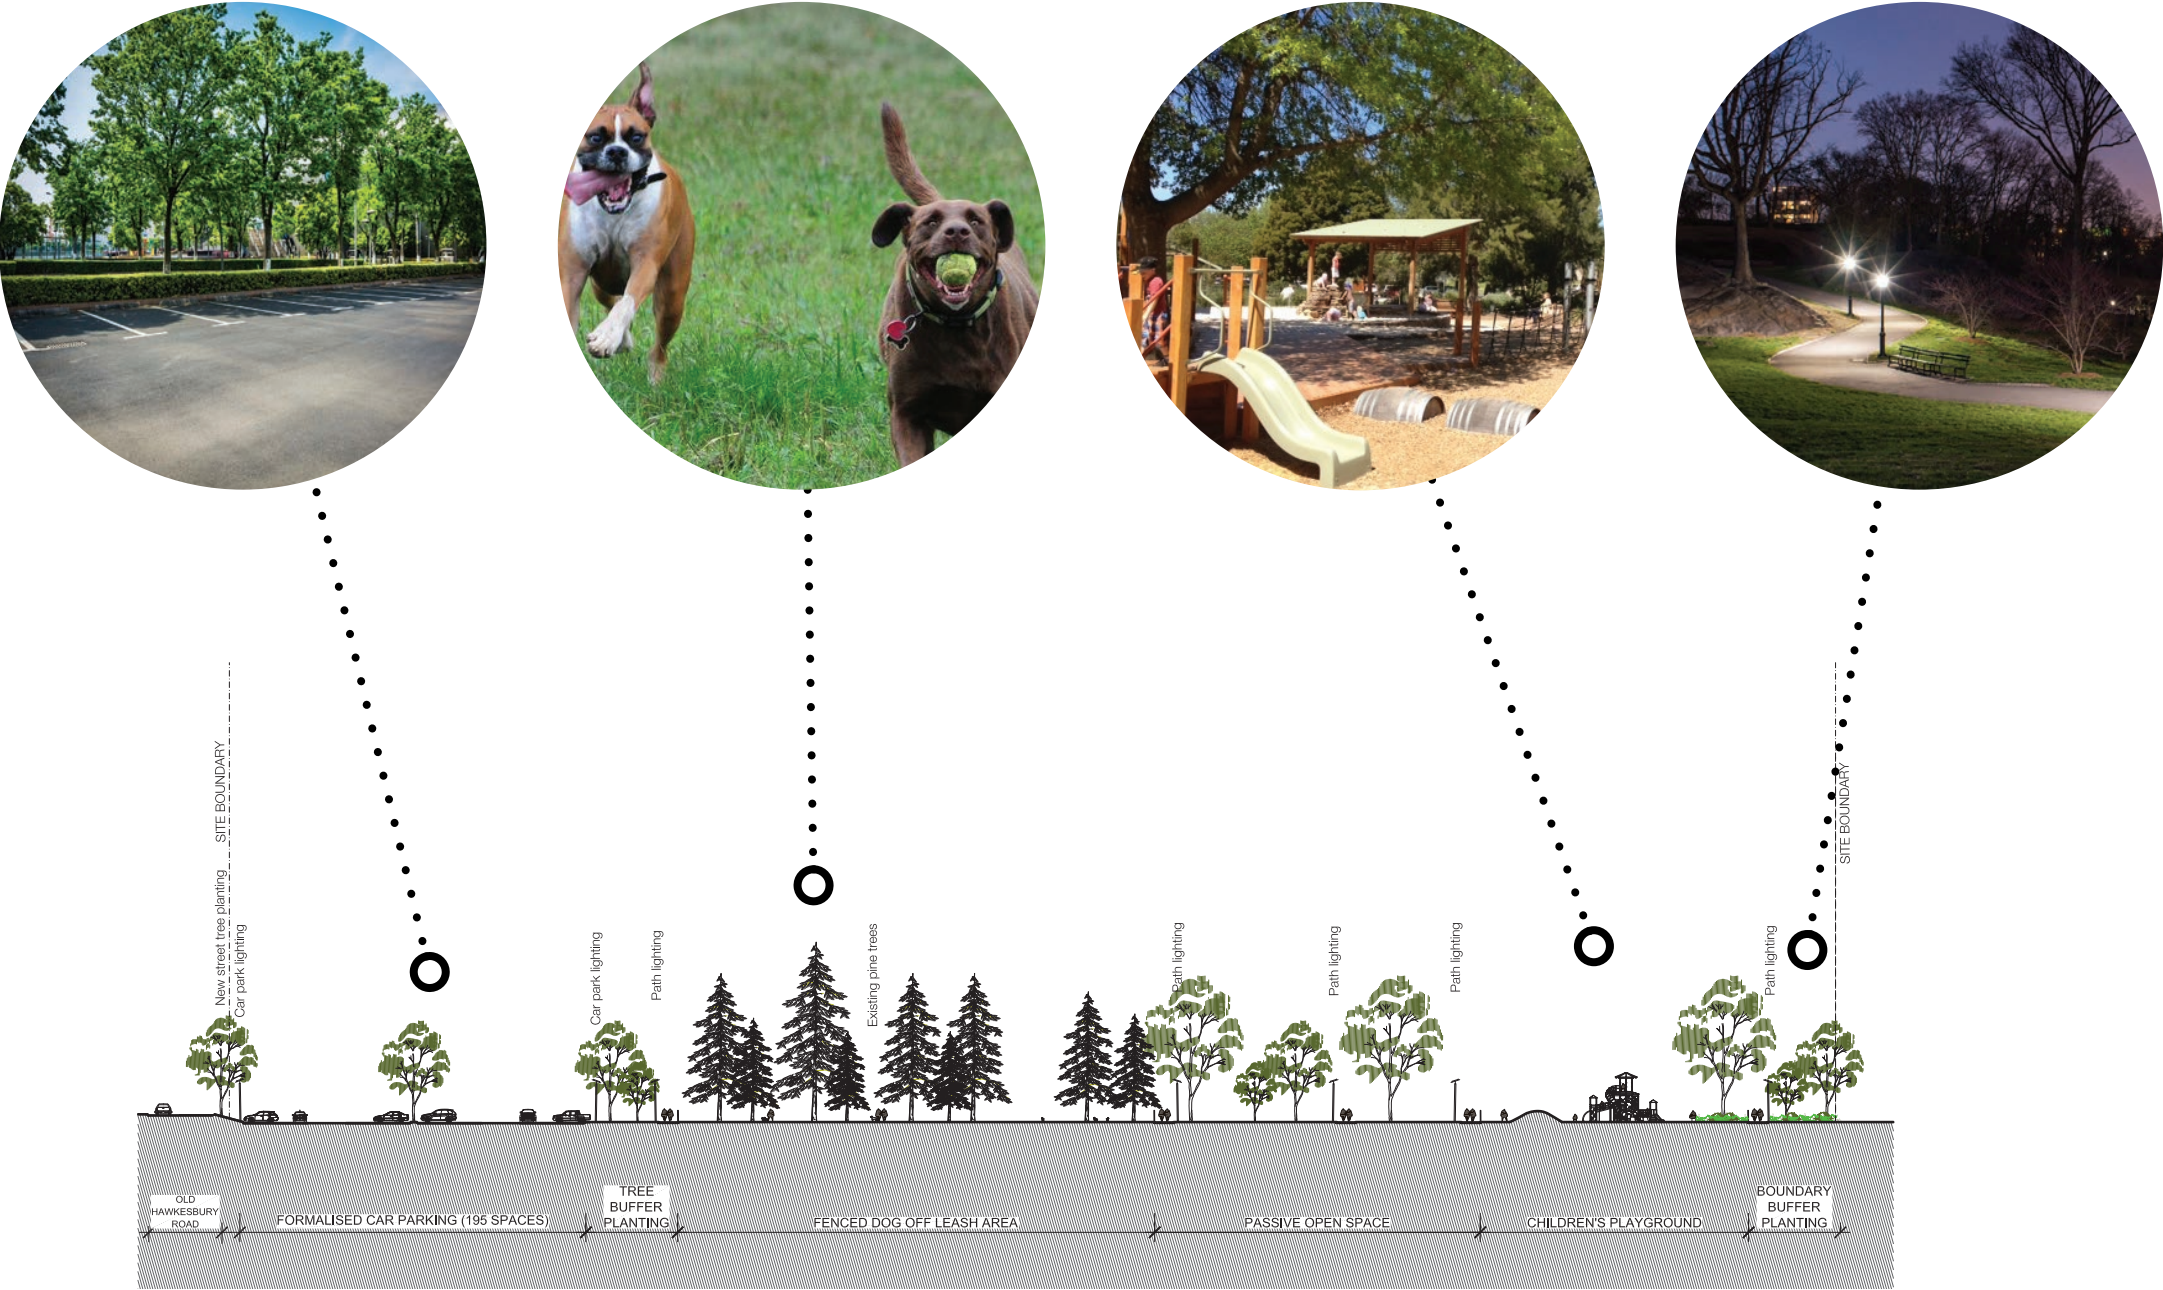 SITE BOUNDARY
New street tree planting
Car park lighting
Car park lighting
Path lighting
Existing pine trees
Path lighting
Path lighting
Path lighting
Path lighting
SITE BOUNDARY
OLD
HAWKESBURY
ROAD
FORMALISED CAR PARKING (195 SPACES)
TREE
BUFFER
PLANTING
FENCED DOG OFF LEASH AREA
PASSIVE OPEN SPACE
CHILDREN'S PLAYGROUND
BOUNDARY
BUFFER
PLANTING